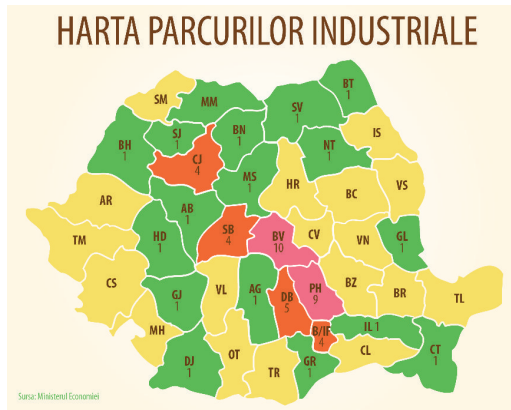 HARTA PARCURILOR INDUSTRIALE
BT
1
SM
MM
SV
1
IS
SJ
1
BN
1
BH
1
NT
1
CJ
4
MS
1
HR
BC
VS
AR
AB
1
SB
4
BV
10
CV
VN
GL
1
TM
HD
1
CS
GJ
1
VL
AG
1
DB
5
PH
9
BZ
BR
TL
MH
B/IF
4
IL 1
CL
CT
1
DJ
1
OT
TR
GR
1
Sursa: Ministerul Economiei